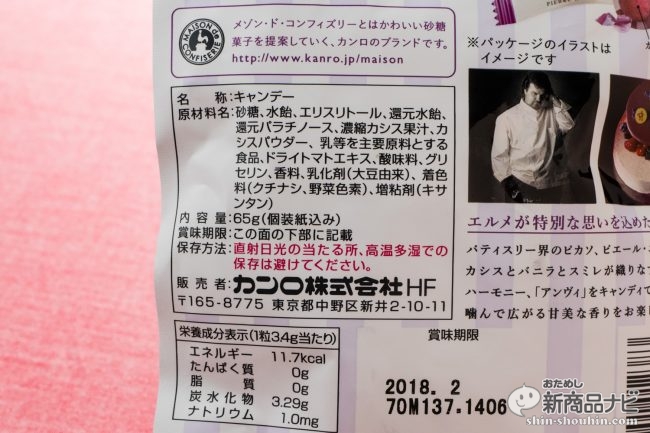 MAISON de CONFISERIE
メゾン・ド・コンフィズリーとはかわいい砂糖
菓子を提案していく、カンロのブランドです。
http://www.kanro.jp/maison
※パッケージのイラストは
イメージです
名 称:キャンデー
原材料名:砂糖、水飴、エリスリトール、還元水飴、
還元パラチノース、濃縮カシス果汁、カ
シスパウダー、乳等を主要原料とする
食品、ドライトマトエキス、酸味料、グリ
セリン、香料、乳化剤(大豆由来)、着色
料(クチナシ、野菜色素)、増粘剤(キサ
ンタン)
内 容 量:65g(個装紙込み)
賞味期限:この面の下部に記載
保存方法:直射日光の当たる所、高温多湿での
保存は避けてください。
販 売 者:カンロ株式会社 HF
〒165-8775 東京都中野区新井2-10-11
栄養成分表示(1粒3.4g当たり)
エネルギー 11.7kcal
たんぱく質 0g
脂 質 0g
炭水化物 3.29g
ナトリウム 1.0mg
エルメが特別な思いを込めた
パティスリー界のピカソ、ピエール・
カシスとバニラとスミレが織りな
ハーモニー、「アンヴィ」をキャンディで
噛んで広がる甘美な香りをお楽
賞味期限
2018. 2
70M137.1406
おためし
新商品ナビ
shin-shouhin.com